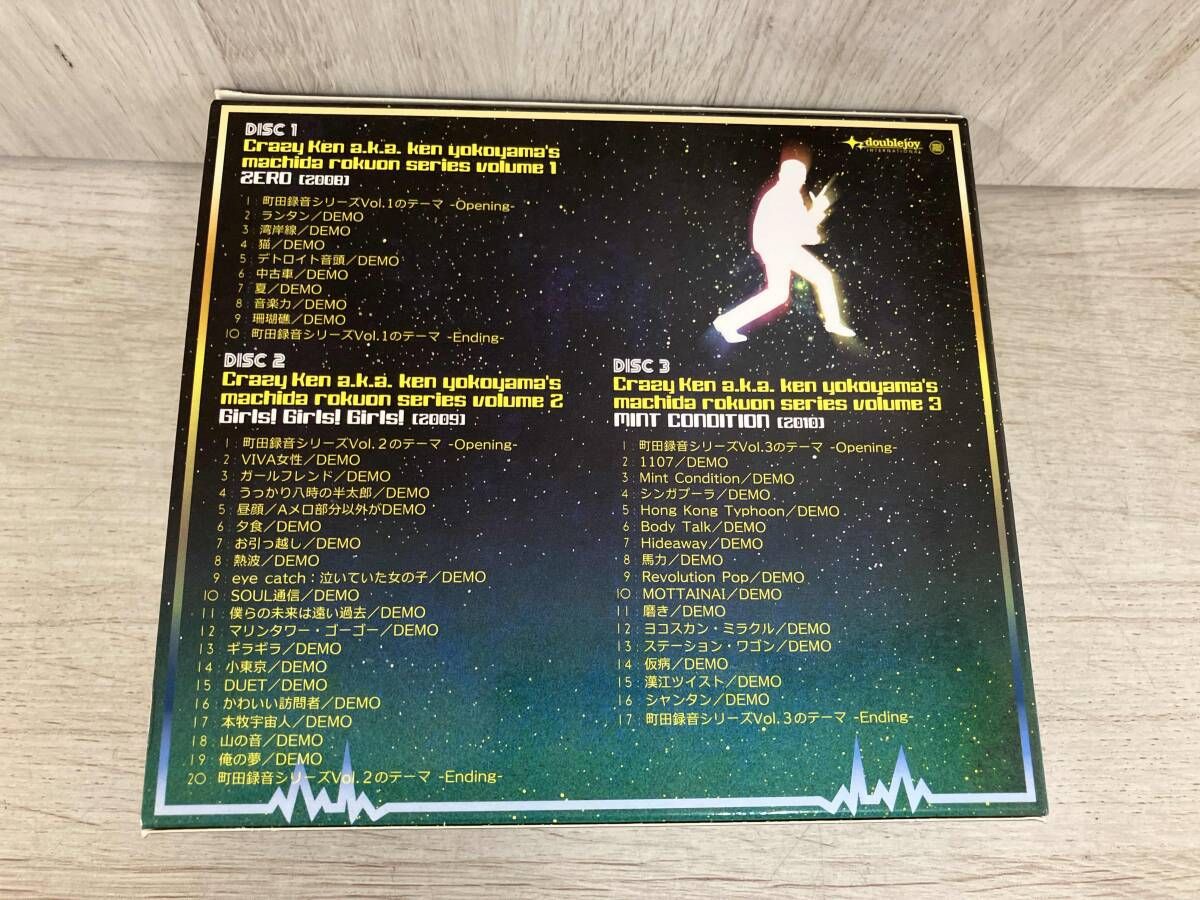 DISC 1
Crazy Ken a.k.a. ken yokoyama's
machida rokuon series volume 1
ZERO (2008)
1 : 町田録音シリーズVol.1のテーマ -Opening-
2 : ランタン／DEMO
3 : 湾岸線／DEMO
4 : 猫／DEMO
5 : デトロイト音頭／DEMO
6 : 中古車／DEMO
7 : 夏／DEMO
8 : 音楽力／DEMO
9 : 珊瑚礁／DEMO
10 : 町田録音シリーズVol.1のテーマ -Ending-
doublejoy
INTERNATIONAL
DISC 2
Crazy Ken a.k.a. ken yokoyama's
machida rokuon series volume 2
Girls! Girls! Girls! (2009)
1 : 町田録音シリーズVol.2のテーマ -Opening-
2 : VIVA女性／DEMO
3 : ガールフレンド／DEMO
4 : うっかり八時の半太郎／DEMO
5 : 昼顔／Aメロ部分以外がDEMO
6 : 夕食／DEMO
7 : お引っ越し／DEMO
8 : 熱波／DEMO
9 : eye catch：泣いていた女の子／DEMO
10 : SOUL通信／DEMO
11 : 僕らの未来は遠い過去／DEMO
12 : マリンタワー・ゴーゴー／DEMO
13 : ギラギラ／DEMO
14 : 小東京／DEMO
15 : DUET／DEMO
16 : かわいい訪問者／DEMO
17 : 本牧宇宙人／DEMO
18 : 山の音／DEMO
19 : 俺の夢／DEMO
20 : 町田録音シリーズVol.2のテーマ -Ending-
DISC 3
Crazy Ken a.k.a. ken yokoyama's
machida rokuon series volume 3
MINT CONDITION (2010)
1 : 町田録音シリーズVol.3のテーマ -Opening-
2 : 1107／DEMO
3 : Mint Condition／DEMO
4 : シンガプーラ／DEMO
5 : Hong Kong Typhoon／DEMO
6 : Body Talk／DEMO
7 : Hideaway／DEMO
8 : 馬力／DEMO
9 : Revolution Pop／DEMO
10 : MOTTAINAI／DEMO
11 : 磨き／DEMO
12 : ヨコスカン・ミラクル／DEMO
13 : ステーション・ワゴン／DEMO
14 : 仮病／DEMO
15 : 漢江ツイスト／DEMO
16 : シャンタン／DEMO
17 : 町田録音シリーズVol.3のテーマ -Ending-